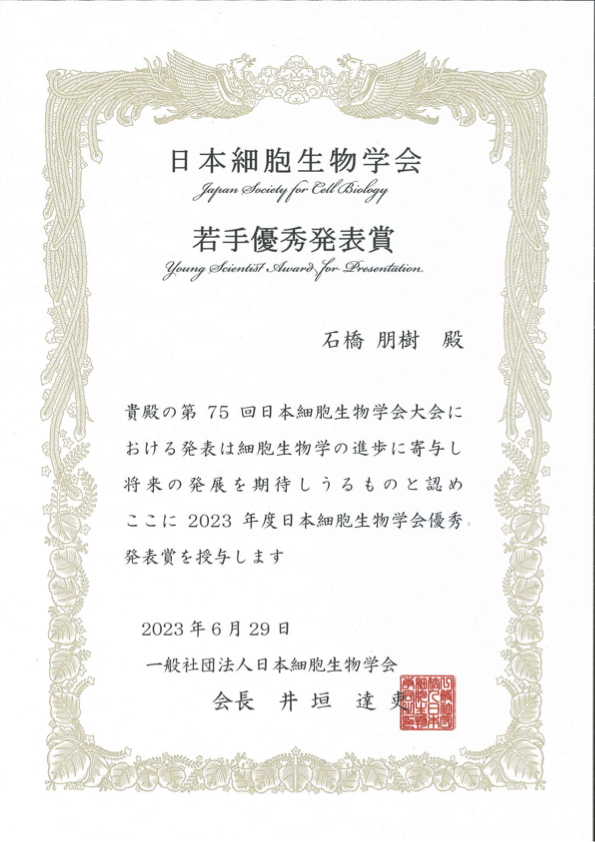 日本細胞生物学会
Japan Society for Cell Biology
若手優秀発表賞
Young Scientist Award for Presentation
石橋 朋樹 殿
貴殿の第 75 回日本細胞生物学会大会に
おける発表は細胞生物学の進歩に寄与し
将来の発展を期待しうるものと認め
ここに 2023 年度日本細胞生物学会優秀
発表賞を授与します
2023年6月29日
一般社団法人日本細胞生物学会
会長 井垣 達吏